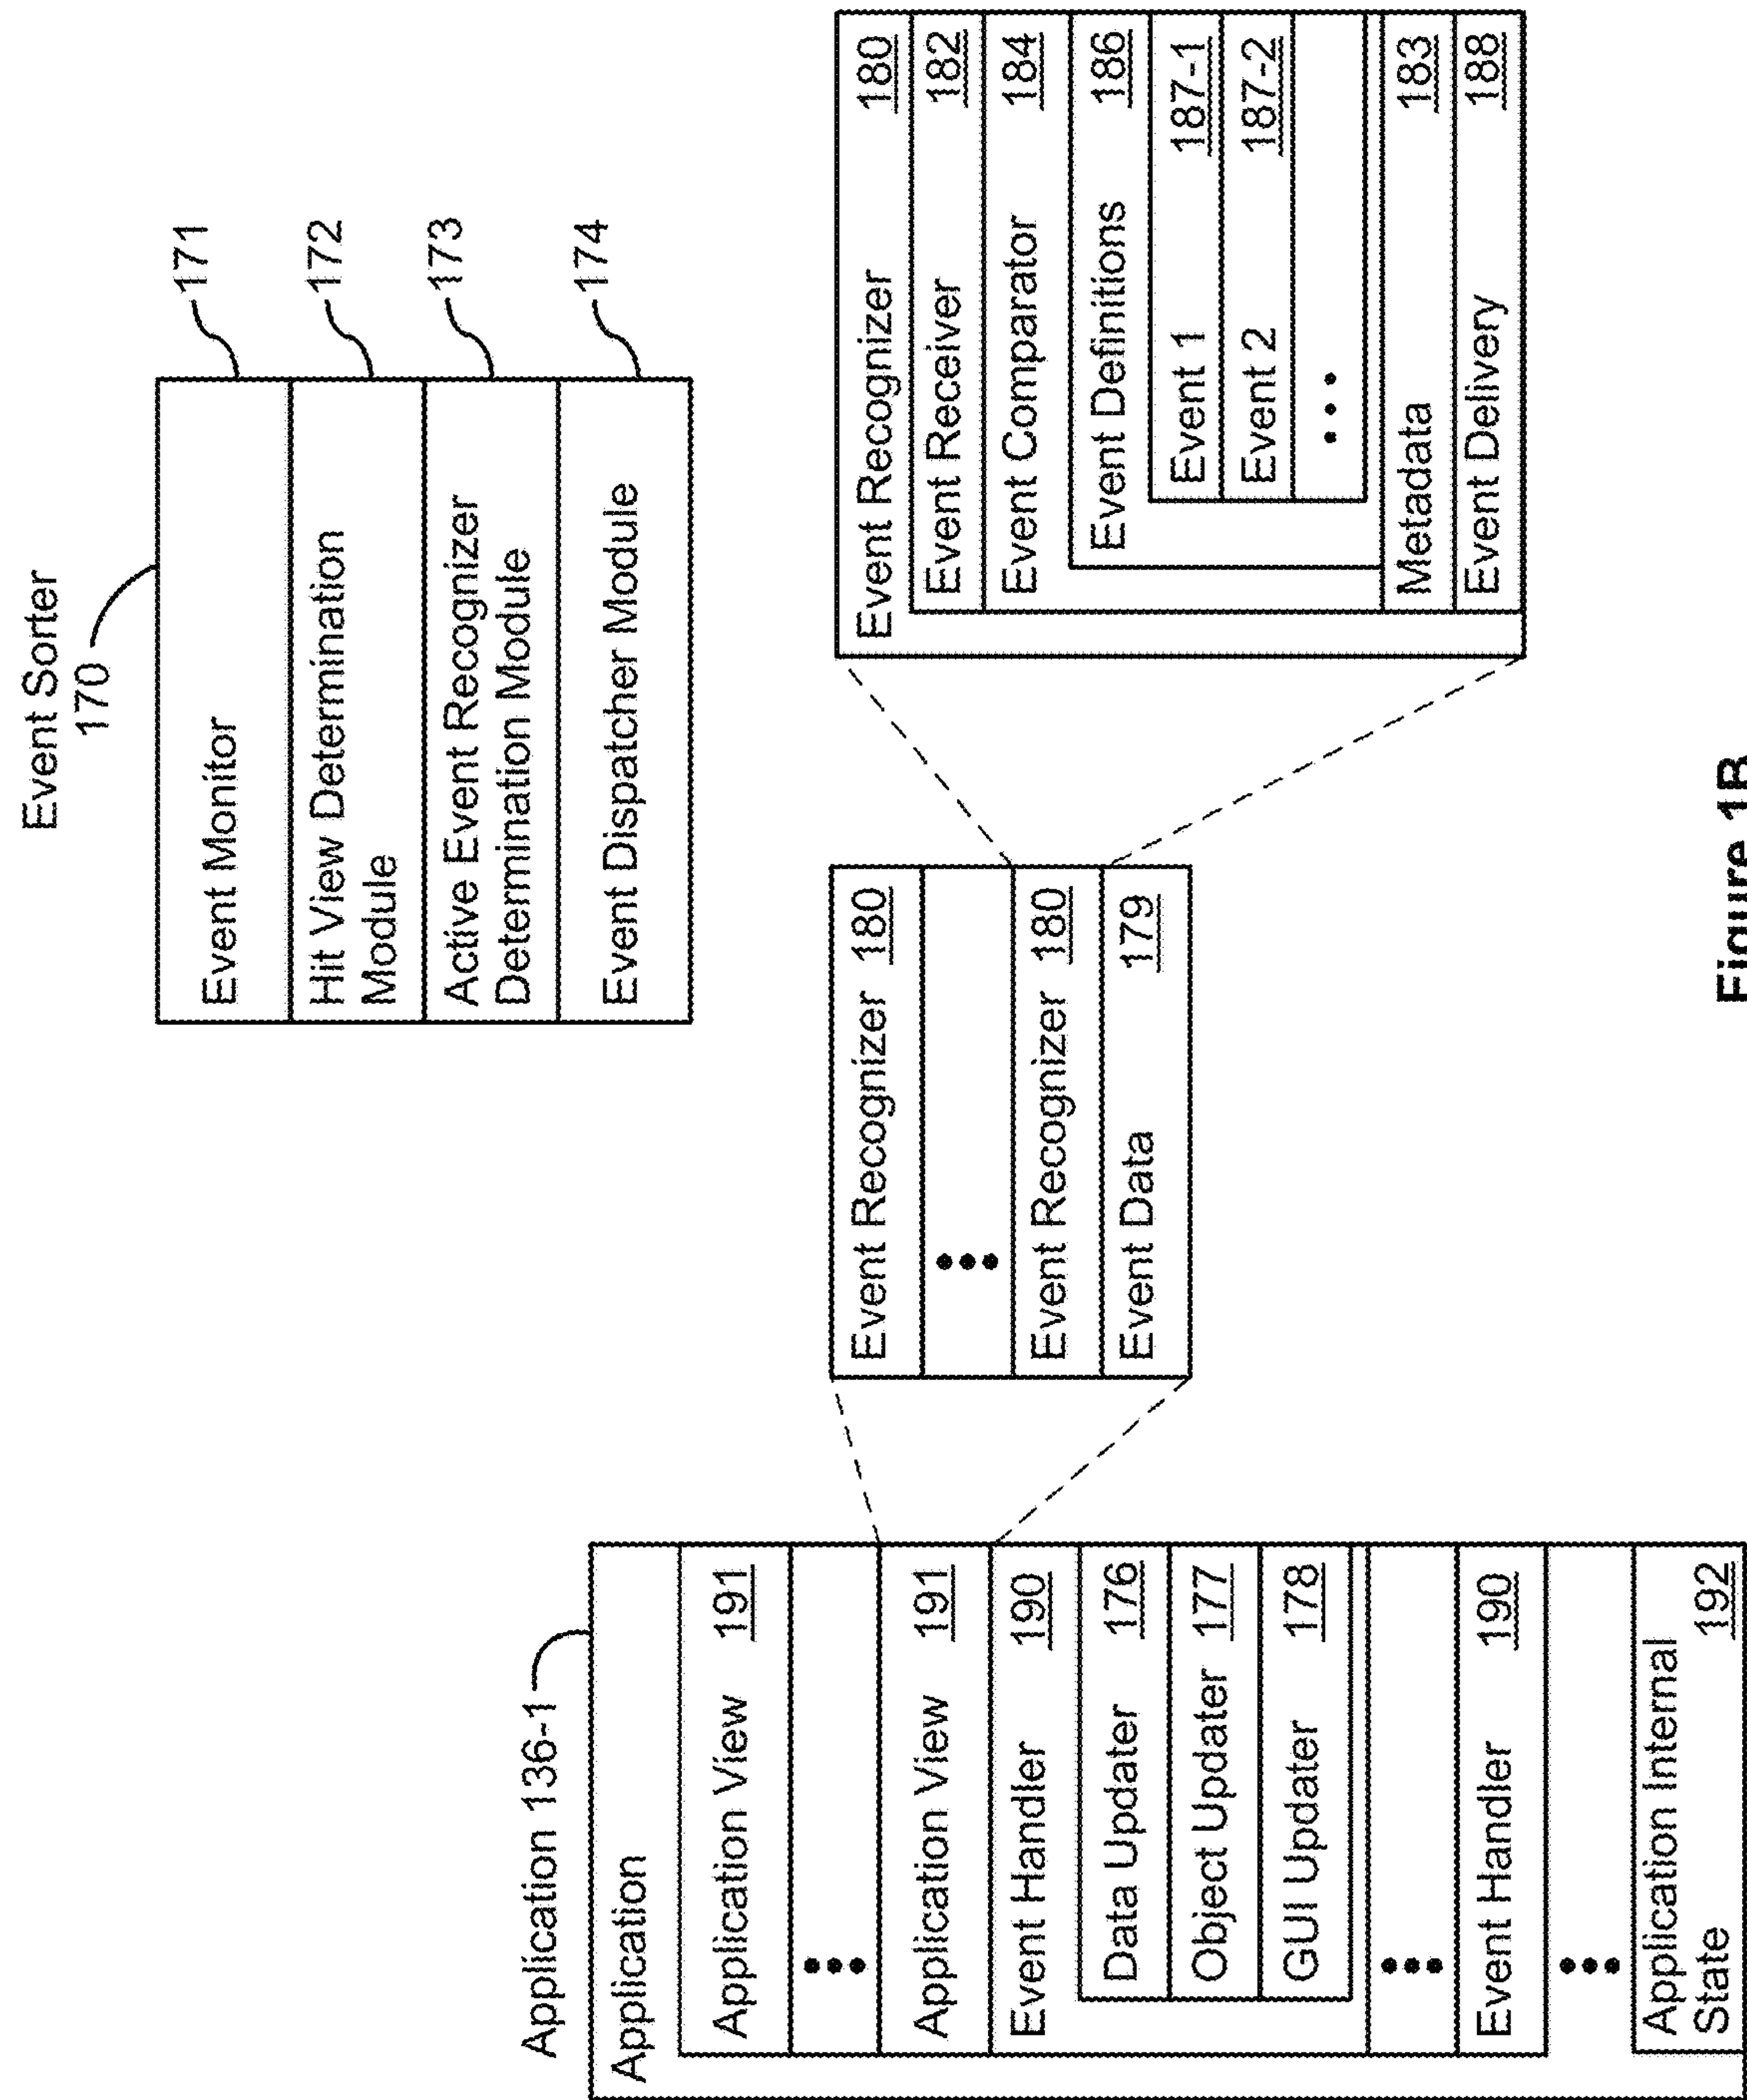 Event Sorter
170
Event Monitor
171
Hit View Determination
Module
172
Active Event Recognizer
Determination Module
173
Event Dispatcher Module
174
Application 136-1
Application
Application View 191
Application View 191
Event Handler 190
Data Updater 176
Object Updater 177
GUI Updater 178
Event Handler 190
Application Internal
State 192
Event Recognizer 180
Event Recognizer 180
Event Data 179
Event Recognizer 180
Event Receiver 182
Event Comparator 184
Event Definitions 186
Event 1 187-1
Event 2 187-2
Metadata 183
Event Delivery 188
Figure 1B